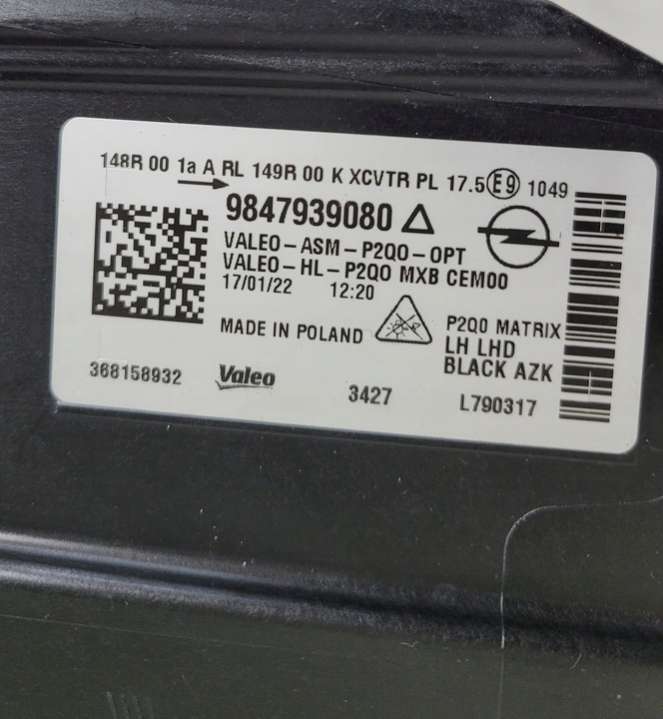 148R 00 1a A RL 149R 00 K XCVTR PL 17.5 E9 1049
9847939080
VALEO-ASM-P2QO-OPT
VALEO-HL-P2QO MXB CEM00
17/01/22 12:20
MADE IN POLAND
P2Q0 MATRIX
LH LHD
BLACK AZK
368158932
Valeo
3427
L790317